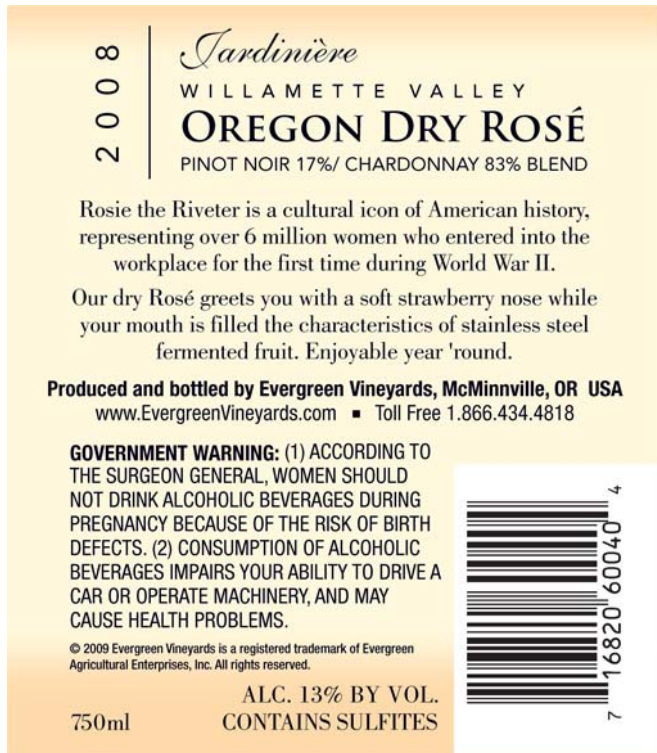 2008
Jardinière
WILLAMETTE VALLEY
OREGON DRY ROSÉ
PINOT NOIR 17%/ CHARDONNAY 83% BLEND
Rosie the Riveter is a cultural icon of American history,
representing over 6 million women who entered into the
workplace for the first time during World War II.
Our dry Rosé greets you with a soft strawberry nose while
your mouth is filled the characteristics of stainless steel
fermented fruit. Enjoyable year 'round.
Produced and bottled by Evergreen Vineyards, McMinnville, OR USA
www.EvergreenVineyards.com ▪ Toll Free 1.866.434.4818
GOVERNMENT WARNING: (1) ACCORDING TO
THE SURGEON GENERAL, WOMEN SHOULD
NOT DRINK ALCOHOLIC BEVERAGES DURING
PREGNANCY BECAUSE OF THE RISK OF BIRTH
DEFECTS. (2) CONSUMPTION OF ALCOHOLIC
BEVERAGES IMPAIRS YOUR ABILITY TO DRIVE A
CAR OR OPERATE MACHINERY, AND MAY
CAUSE HEALTH PROBLEMS.
© 2009 Evergreen Vineyards is a registered trademark of Evergreen
Agricultural Enterprises, Inc. All rights reserved.
ALC. 13% BY VOL.
750ml CONTAINS SULFITES
7 16820 60040 4